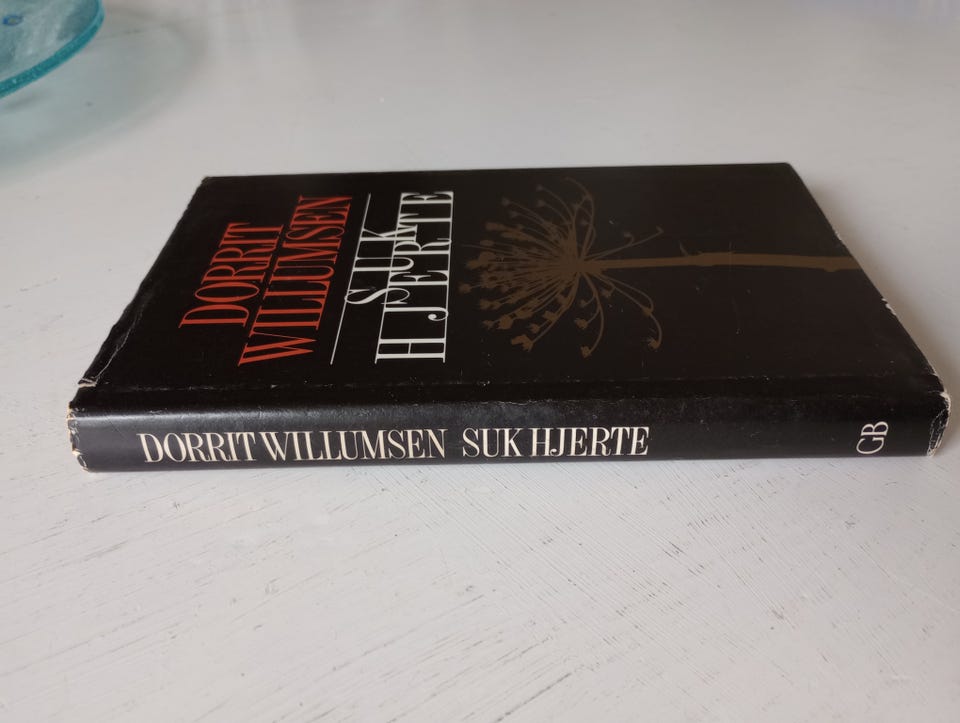 DORRIT
WILLUMSEN
SUK
HJERTE
DORRIT WILLUMSEN SUK HJERTE
GB